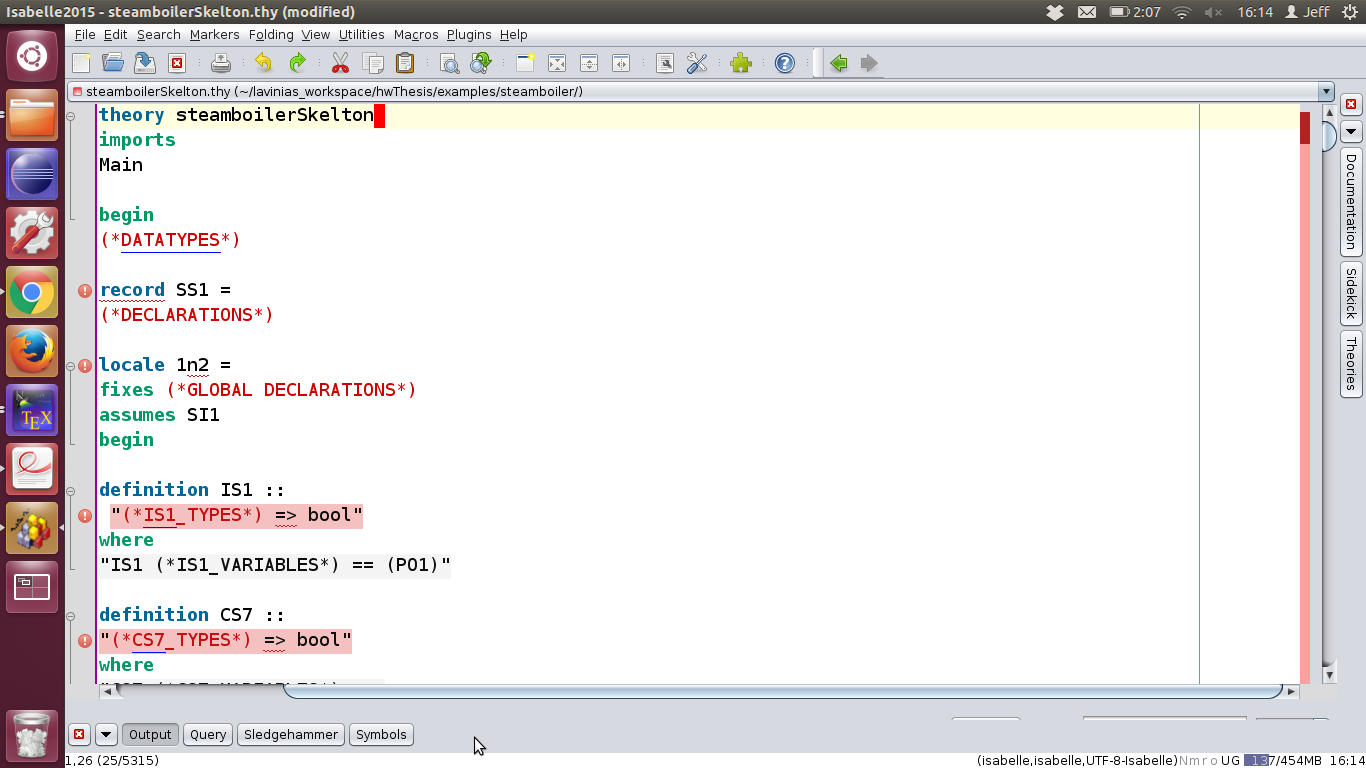 Isabelle2015 - steamboilerSkelton.thy (modified)
2:07
16:14
Jeff
File Edit Search Markers Folding View Utilities Macros Plugins Help
steamboilerSkelton.thy (~/lavinias_workspace/hwThesis/examples/steamboiler/)
theory steamboilerSkelton
imports
Main
begin
(*DATATYPES*)
record SS1 =
(*DECLARATIONS*)
locale 1n2 =
fixes (*GLOBAL DECLARATIONS*)
assumes SI1
begin
definition IS1 ::
"(*IS1_TYPES*) => bool"
where
"IS1 (*IS1_VARIABLES*) == (PO1)"
definition CS7 ::
"(*CS7_TYPES*) => bool"
where
Documentation
Sidekick
Theories
TEX
Output Query Sledgehammer Symbols
1,26 (25/5315)
(isabelle,isabelle,UTF-8-Isabelle)Nmro UG 137/454MB 16:14